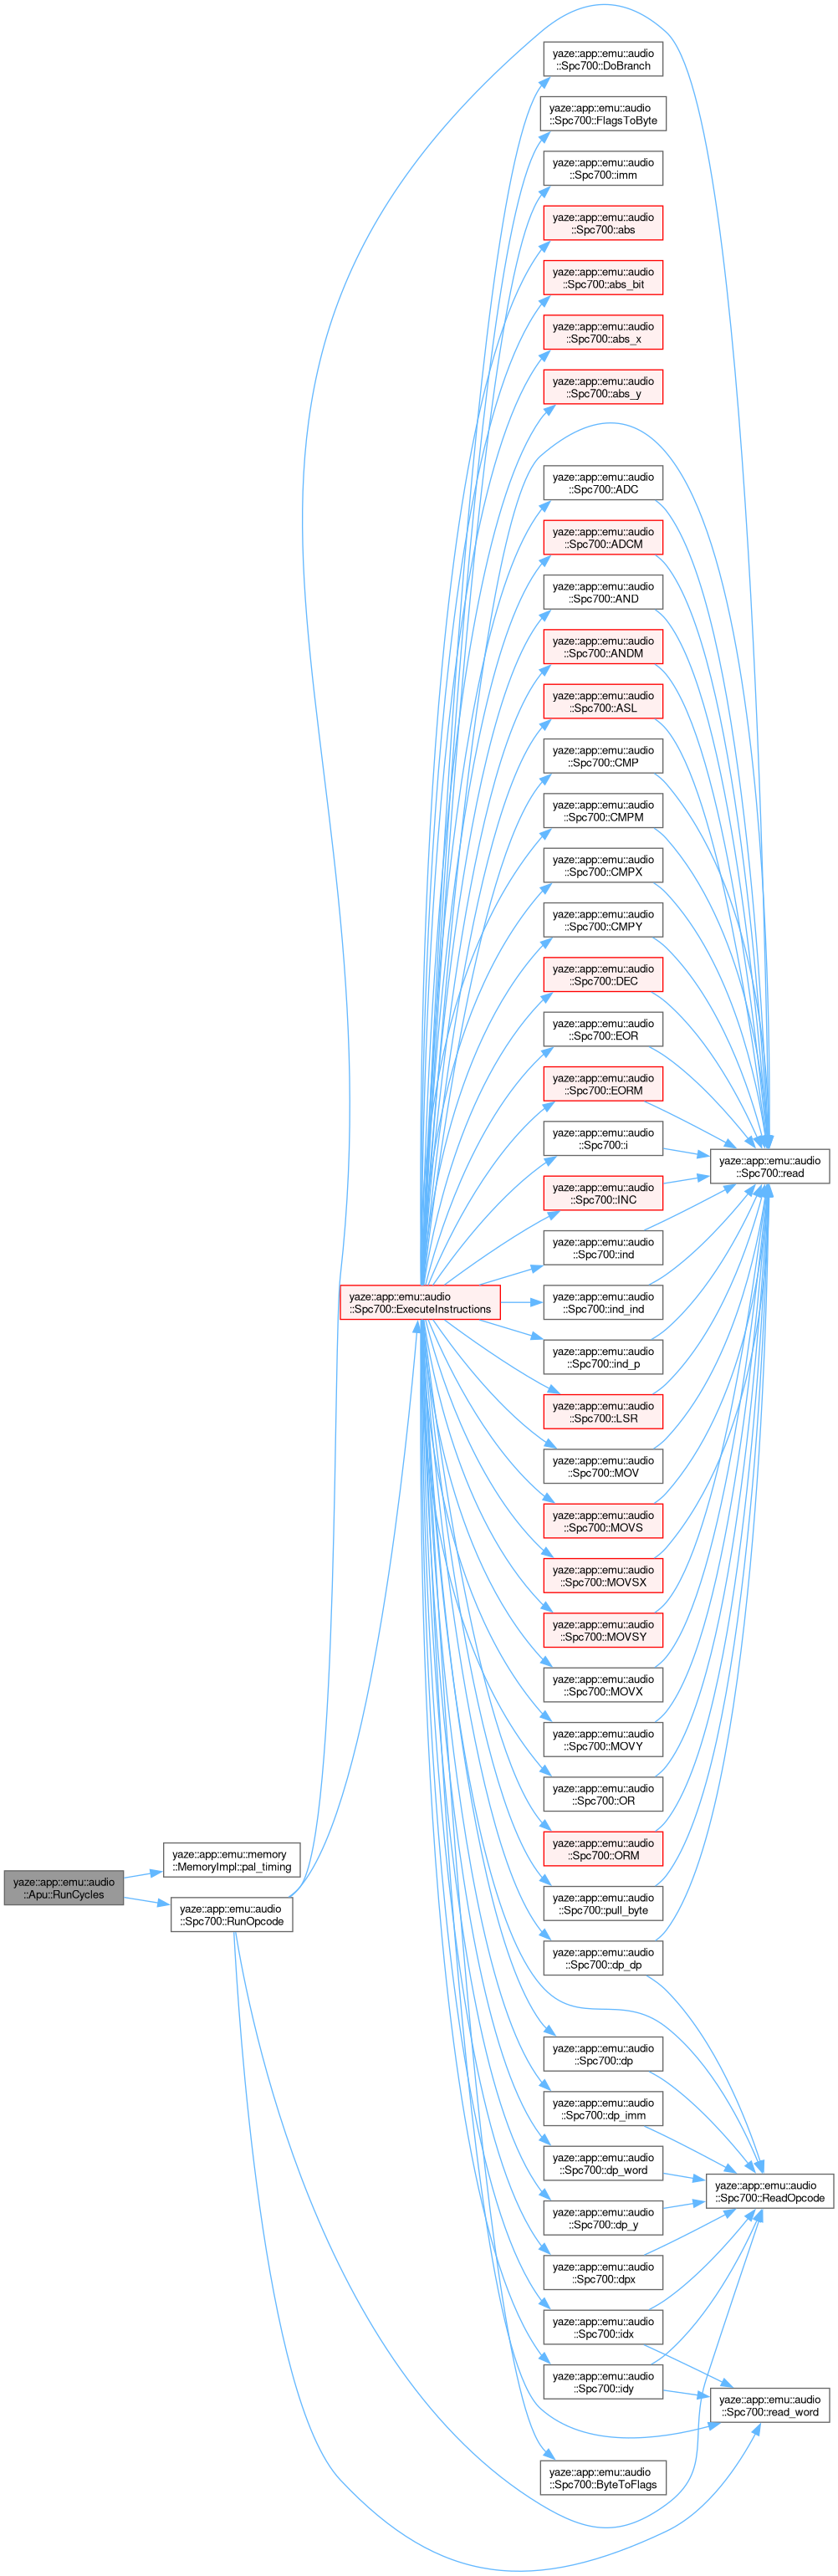 yaze::app::emu::audio
::Spc700::DoBranch
yaze::app::emu::audio
::Spc700::FlagsToByte
yaze::app::emu::audio
::Spc700::imm
yaze::app::emu::audio
::Spc700::abs
yaze::app::emu::audio
::Spc700::abs_bit
yaze::app::emu::audio
::Spc700::abs_x
yaze::app::emu::audio
::Spc700::abs_y
yaze::app::emu::audio
::Spc700::ADC
yaze::app::emu::audio
::Spc700::ADCM
yaze::app::emu::audio
::Spc700::AND
yaze::app::emu::audio
::Spc700::ANDM
yaze::app::emu::audio
::Spc700::ASL
yaze::app::emu::audio
::Spc700::CMP
yaze::app::emu::audio
::Spc700::CMPM
yaze::app::emu::audio
::Spc700::CMPX
yaze::app::emu::audio
::Spc700::CMPY
yaze::app::emu::audio
::Spc700::DEC
yaze::app::emu::audio
::Spc700::EOR
yaze::app::emu::audio
::Spc700::EORM
yaze::app::emu::audio
::Spc700::i
yaze::app::emu::audio
::Spc700::read
yaze::app::emu::audio
::Spc700::INC
yaze::app::emu::audio
::Spc700::ind
yaze::app::emu::audio
::Spc700::ExecuteInstructions
yaze::app::emu::audio
::Spc700::ind_ind
yaze::app::emu::audio
::Spc700::ind_p
yaze::app::emu::audio
::Spc700::LSR
yaze::app::emu::audio
::Spc700::MOV
yaze::app::emu::audio
::Spc700::MOVS
yaze::app::emu::audio
::Spc700::MOVSX
yaze::app::emu::audio
::Spc700::MOVSY
yaze::app::emu::audio
::Spc700::MOVX
yaze::app::emu::audio
::Spc700::MOVY
yaze::app::emu::audio
::Spc700::OR
yaze::app::emu::audio
::Spc700::ORM
yaze::app::emu::memory
::MemoryImpl::pal_timing
yaze::app::emu::audio
::Apu::RunCycles
yaze::app::emu::audio
::Spc700::RunOpcode
yaze::app::emu::audio
::Spc700::pull_byte
yaze::app::emu::audio
::Spc700::dp_dp
yaze::app::emu::audio
::Spc700::dp
yaze::app::emu::audio
::Spc700::dp_imm
yaze::app::emu::audio
::Spc700::dp_word
yaze::app::emu::audio
::Spc700::ReadOpcode
yaze::app::emu::audio
::Spc700::dp_y
yaze::app::emu::audio
::Spc700::dpx
yaze::app::emu::audio
::Spc700::idx
yaze::app::emu::audio
::Spc700::idy
yaze::app::emu::audio
::Spc700::read_word
yaze::app::emu::audio
::Spc700::ByteToFlags